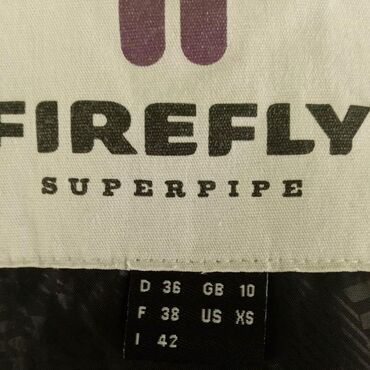 FIREFLY
SUPERPIPE
D 36 GB 10
F 38 US XS
I 42